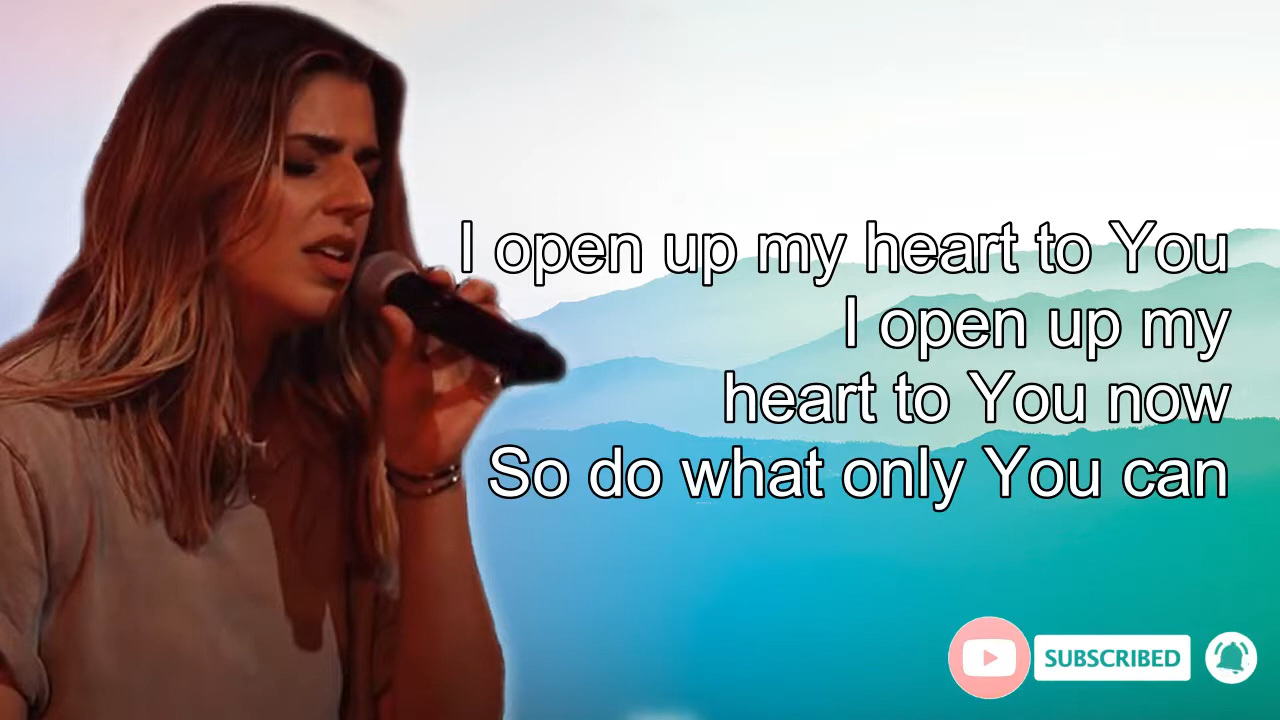 I open up my heart to You
I open up my
heart to You now
So do what only You can
SUBSCRIBED